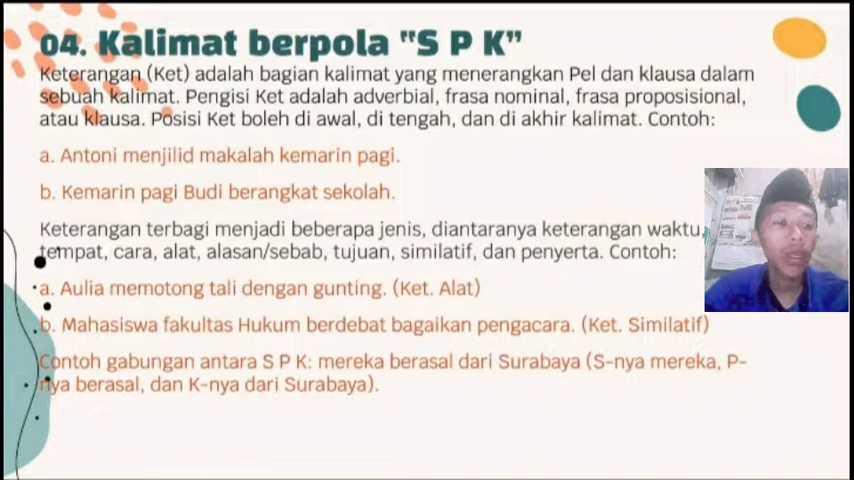 04. Kalimat berpola "S P K"
Keterangan (Ket) adalah bagian kalimat yang menerangkan Pel dan klausa dalam
sebuah kalimat. Pengisi Ket adalah adverbial, frasa nominal, frasa proposisional,
atau klausa. Posisi Ket boleh di awal, di tengah, dan di akhir kalimat. Contoh:
a. Antoni menjilid makalah kemarin pagi.
b. Kemarin pagi Budi berangkat sekolah.
Keterangan terbagi menjadi beberapa jenis, diantaranya keterangan waktu,
tempat, cara, alat, alasan/sebab, tujuan, similatif, dan penyerta. Contoh:
a. Aulia memotong tali dengan gunting. (Ket. Alat)
b. Mahasiswa fakultas Hukum berdebat bagaikan pengacara. (Ket. Similatif)
Contoh gabungan antara S P K: mereka berasal dari Surabaya (S-nya mereka, P-
nya berasal, dan K-nya dari Surabaya).